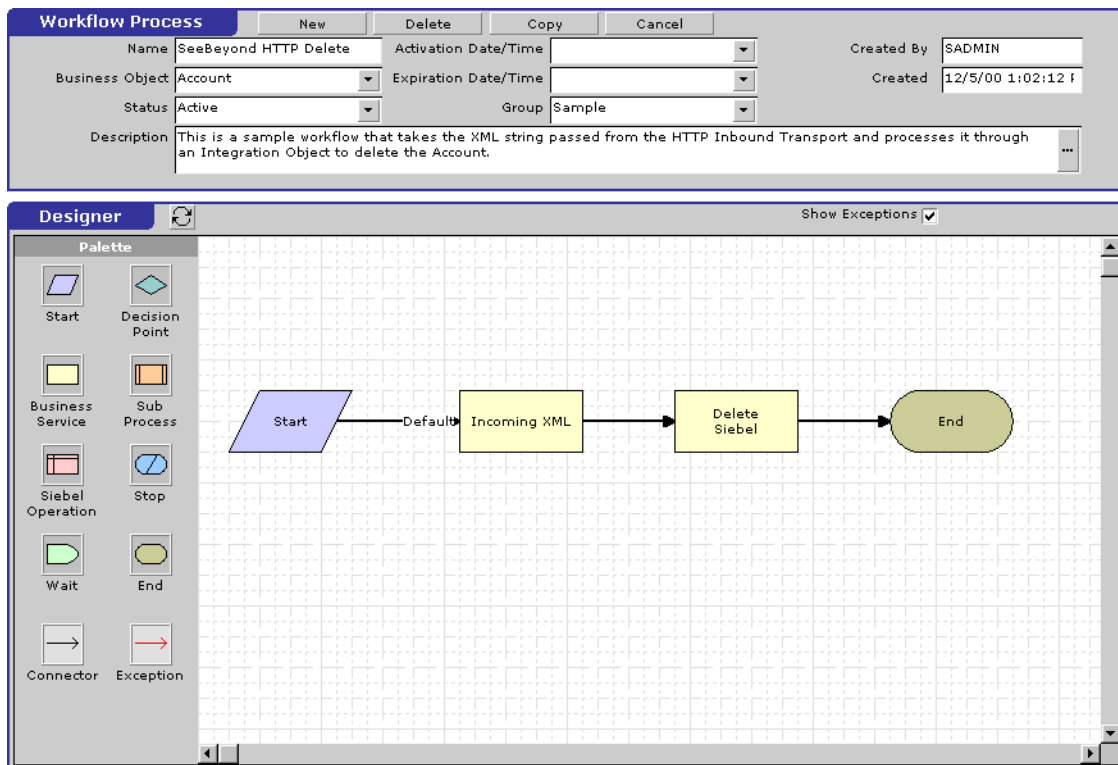 Workflow Process
New
Delete
Copy
Cancel
Name SeeBeyond HTTP Delete
Activation Date/Time
Created By SADMIN
Business Object Account
Expiration Date/Time
Created 12/5/00 1:02:12
Status Active
Group Sample
Description This is a sample workflow that takes the XML string passed from the HTTP Inbound Transport and processes it through
an Integration Object to delete the Account.
...
Designer
Show Exceptions
Palette
Start
Decision
Point
Business
Service
Sub
Process
Siebel
Operation
Stop
Wait
End
Connector
Exception
Start
Default
Incoming XML
Delete
Siebel
End